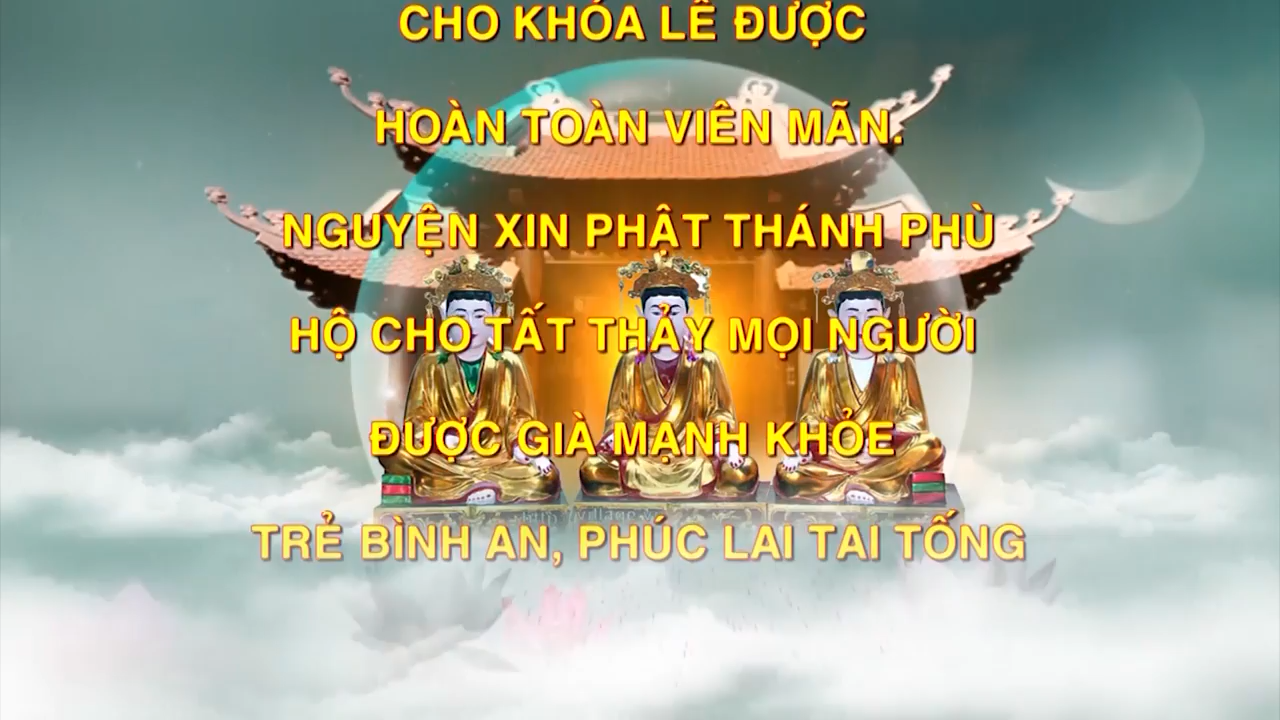 CHO KHÓA LỄ ĐƯỢC
HOÀN TOÀN VIÊN MÃN.
NGUYỆN XIN PHẬT THÁNH PHÙ
HỘ CHO TẤT THẢY MỌI NGƯỜI
ĐƯỢC GIÀ MẠNH KHỎE
village
TRẺ BÌNH AN, PHÚC LAI TAI TỐNG